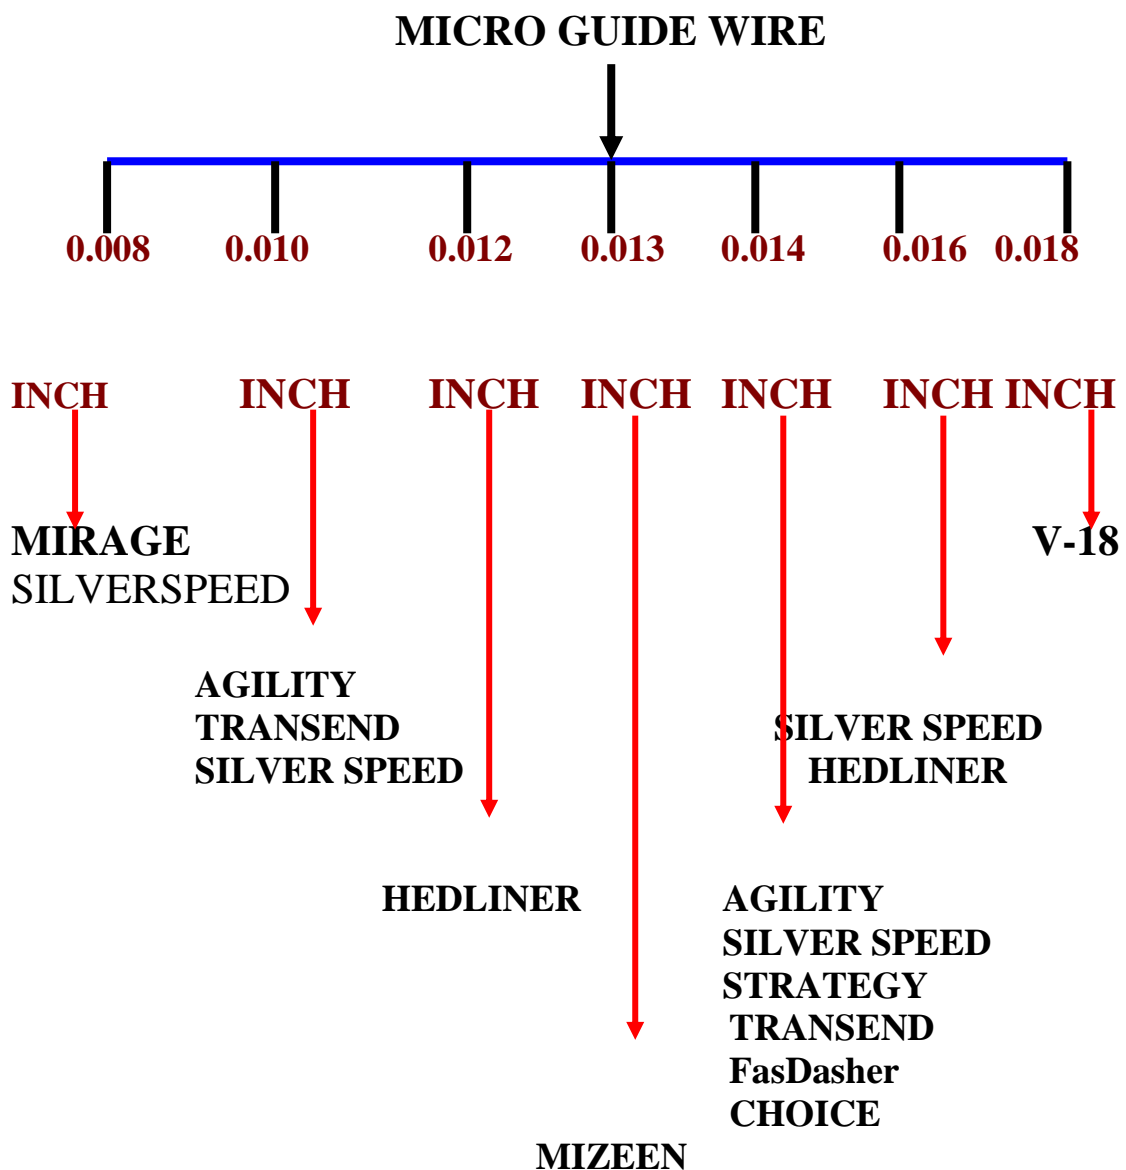 MICRO GUIDE WIRE
0.008 0.010 0.012 0.013 0.014 0.016 0.018
INCH INCH INCH INCH INCH INCH INCH
MIRAGE
SILVERSPEED
V-18
AGILITY
TRANSEND
SILVER SPEED
SILVER SPEED
HEDLINER
HEDLINER
AGILITY
SILVER SPEED
STRATEGY
TRANSEND
FasDasher
CHOICE
MIZEEN